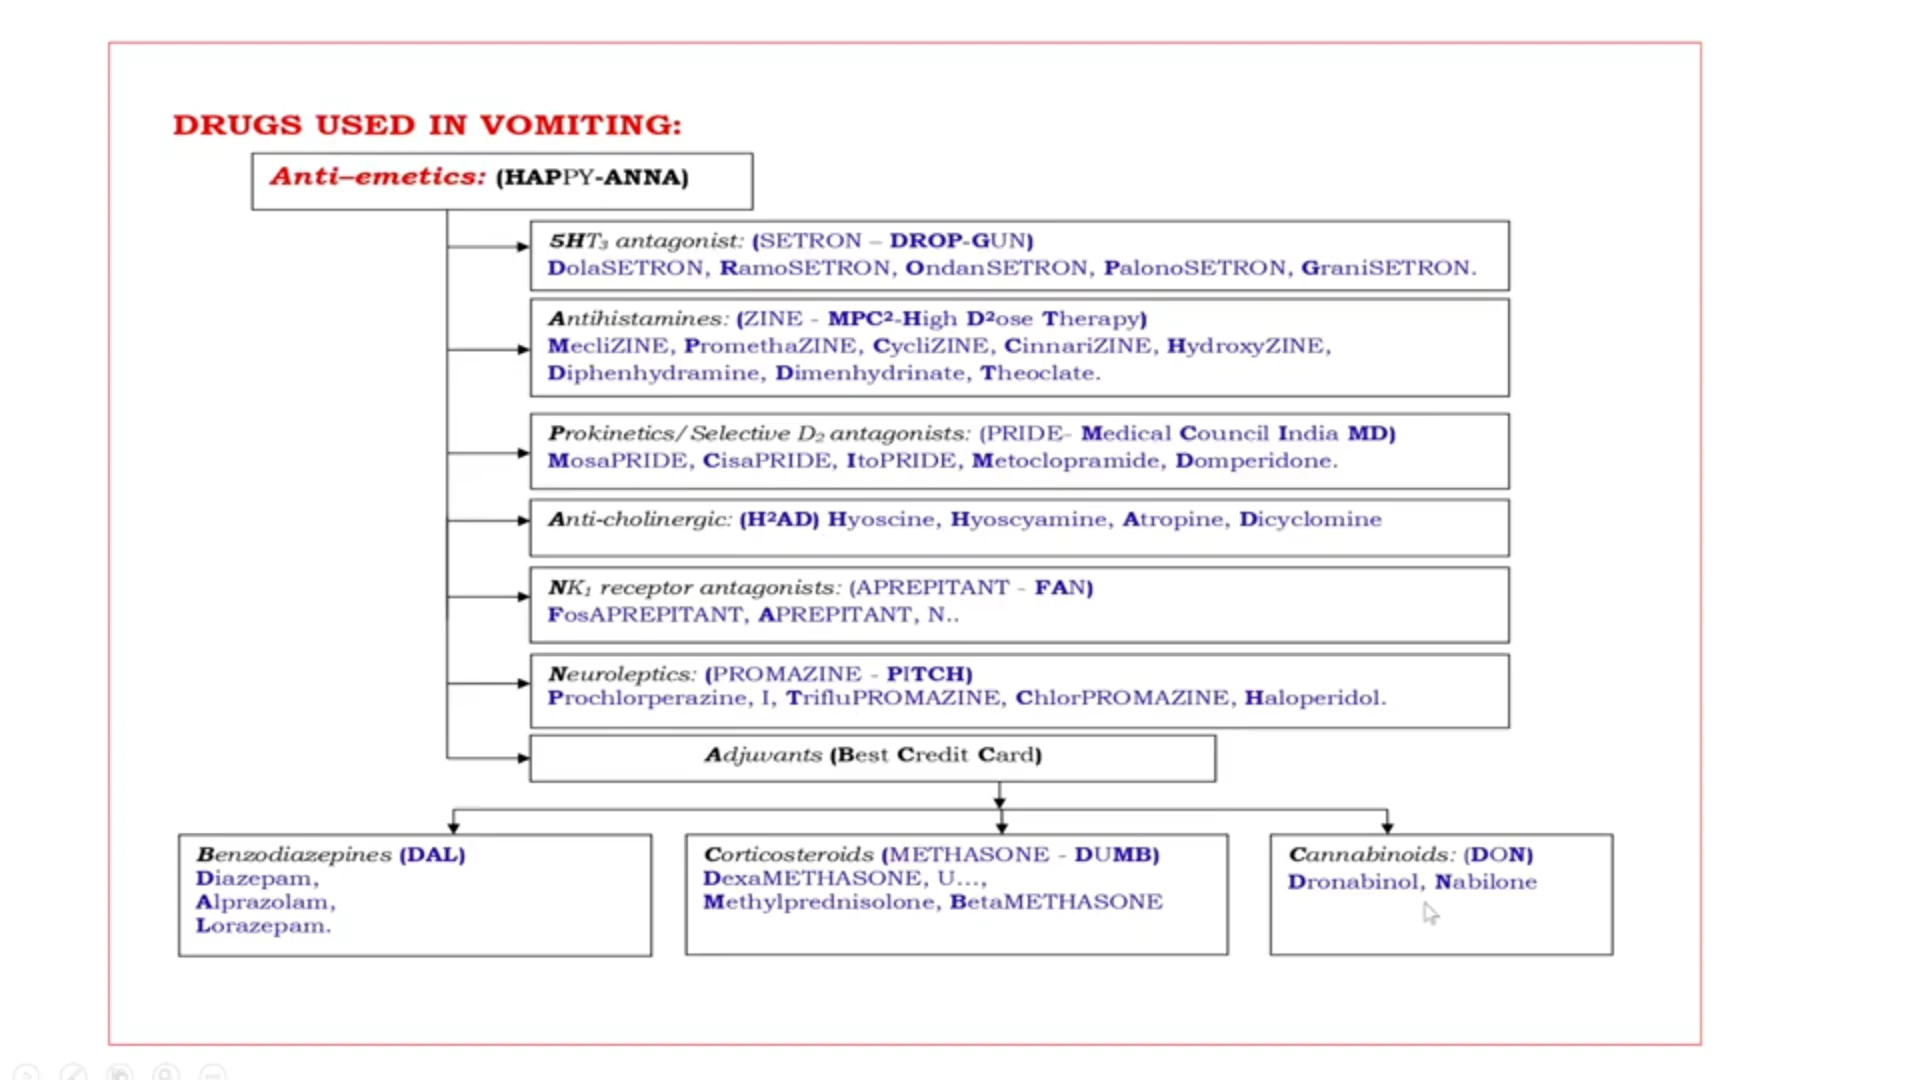 DRUGS USED IN VOMITING:
Anti–emetics: (HAPPY-ANNA)
5HT₃ antagonist: (SETRON – DROP-GUN)
DolaSETRON, RamoSETRON, OndanSETRON, PalonoSETRON, GraniSETRON.
Antihistamines: (ZINE - MPC²-High D²ose Therapy)
MecliZINE, PromethaZINE, CycliZINE, CinnariZINE, HydroxyZINE,
Diphenhydramine, Dimenhydrinate, Theoclate.
Prokinetics/Selective D₂ antagonists: (PRIDE- Medical Council India MD)
MosaPRIDE, CisaPRIDE, ItoPRIDE, Metoclopramide, Domperidone.
Anti-cholinergic: (H²AD) Hyoscine, Hyoscyamine, Atropine, Dicyclomine
NK₁ receptor antagonists: (APREPITANT - FAN)
FosAPREPITANT, APREPITANT, N..
Neuroleptics: (PROMAZINE - PITCH)
Prochlorperazine, I, TrifluPROMAZINE, ChlorPROMAZINE, Haloperidol.
Adjuvants (Best Credit Card)
Benzodiazepines (DAL)
Diazepam,
Alprazolam,
Lorazepam.
Corticosteroids (METHASONE - DUMB)
DexaMETHASONE, U...,
Methylprednisolone, BetaMETHASONE
Cannabinoids: (DON)
Dronabinol, Nabilone